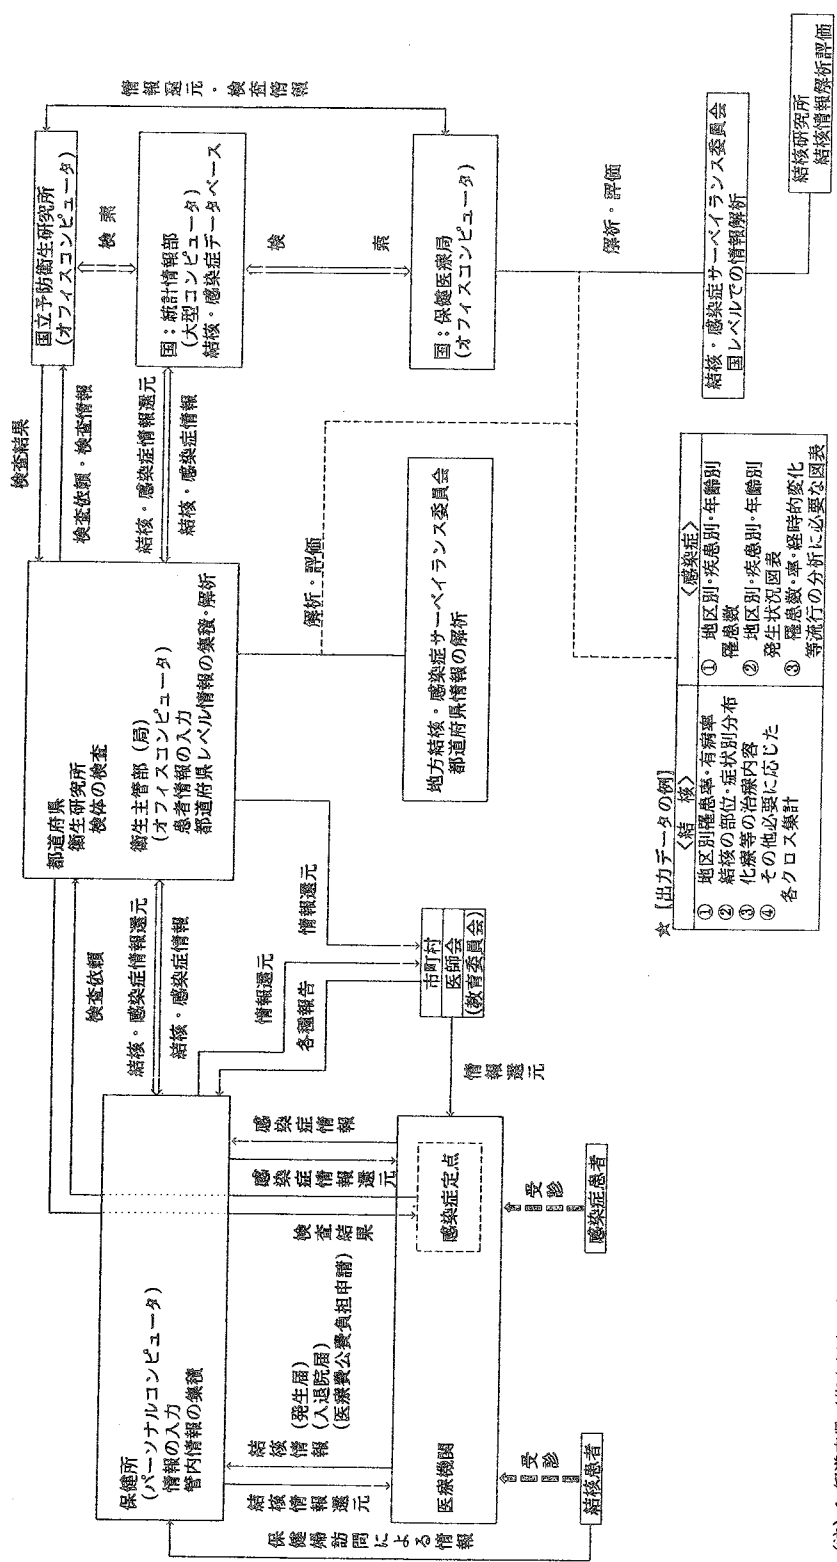 保健所
(パーソナルコンピュータ)
情報の入力
管内情報の集積
都道府県
衛生研究所
検体の検査
衛生主管部(局)
(オフィスコンピュータ)
患者情報の入力
都道府県レベル情報の集積・解析
国立予防衛生研究所
(オフィスコンピュータ)
検索
国:統計情報部
(大型コンピュータ)
結核・感染症データベース
検索
国:保健医療局
(オフィスコンピュータ)
情報還元・検査情報
検査結果
検査依頼・検査情報
結核・感染症情報還元
結核・感染症情報
検査依頼
結核・感染症情報還元
結核・感染症情報
情報還元
情報還元
各種報告
市町村
医師会
(教育委員会)
情報還元
解析・評価
地方結核・感染症サーベイランス委員会
都道府県情報の解析
解析・評価
結核・感染症サーベイランス委員会
国レベルでの情報解析
結核研究所
結核情報解析評価
保健婦訪問による情報
結核情報還元
結核情報
(発生届)
(入退院届)
(医療費公費負担申請)
検査結果
感染症情報還元
感染症情報
医療機関
感染症定点
受診
受診
結核患者
感染症患者
☆ [出力データの例]
〈結 核〉
① 地区別罹患率・有病率
② 結核の部位・症状別分布
③ 化療等の治療内容
④ その他必要に応じた
各クロス集計
〈感染症〉
① 地区別・疾患別・年齢別
罹患数
② 地区別・疾患別・年齢別
発生状況図表
③ 罹患数・率・経時的変化
等流行の分析に必要な図表